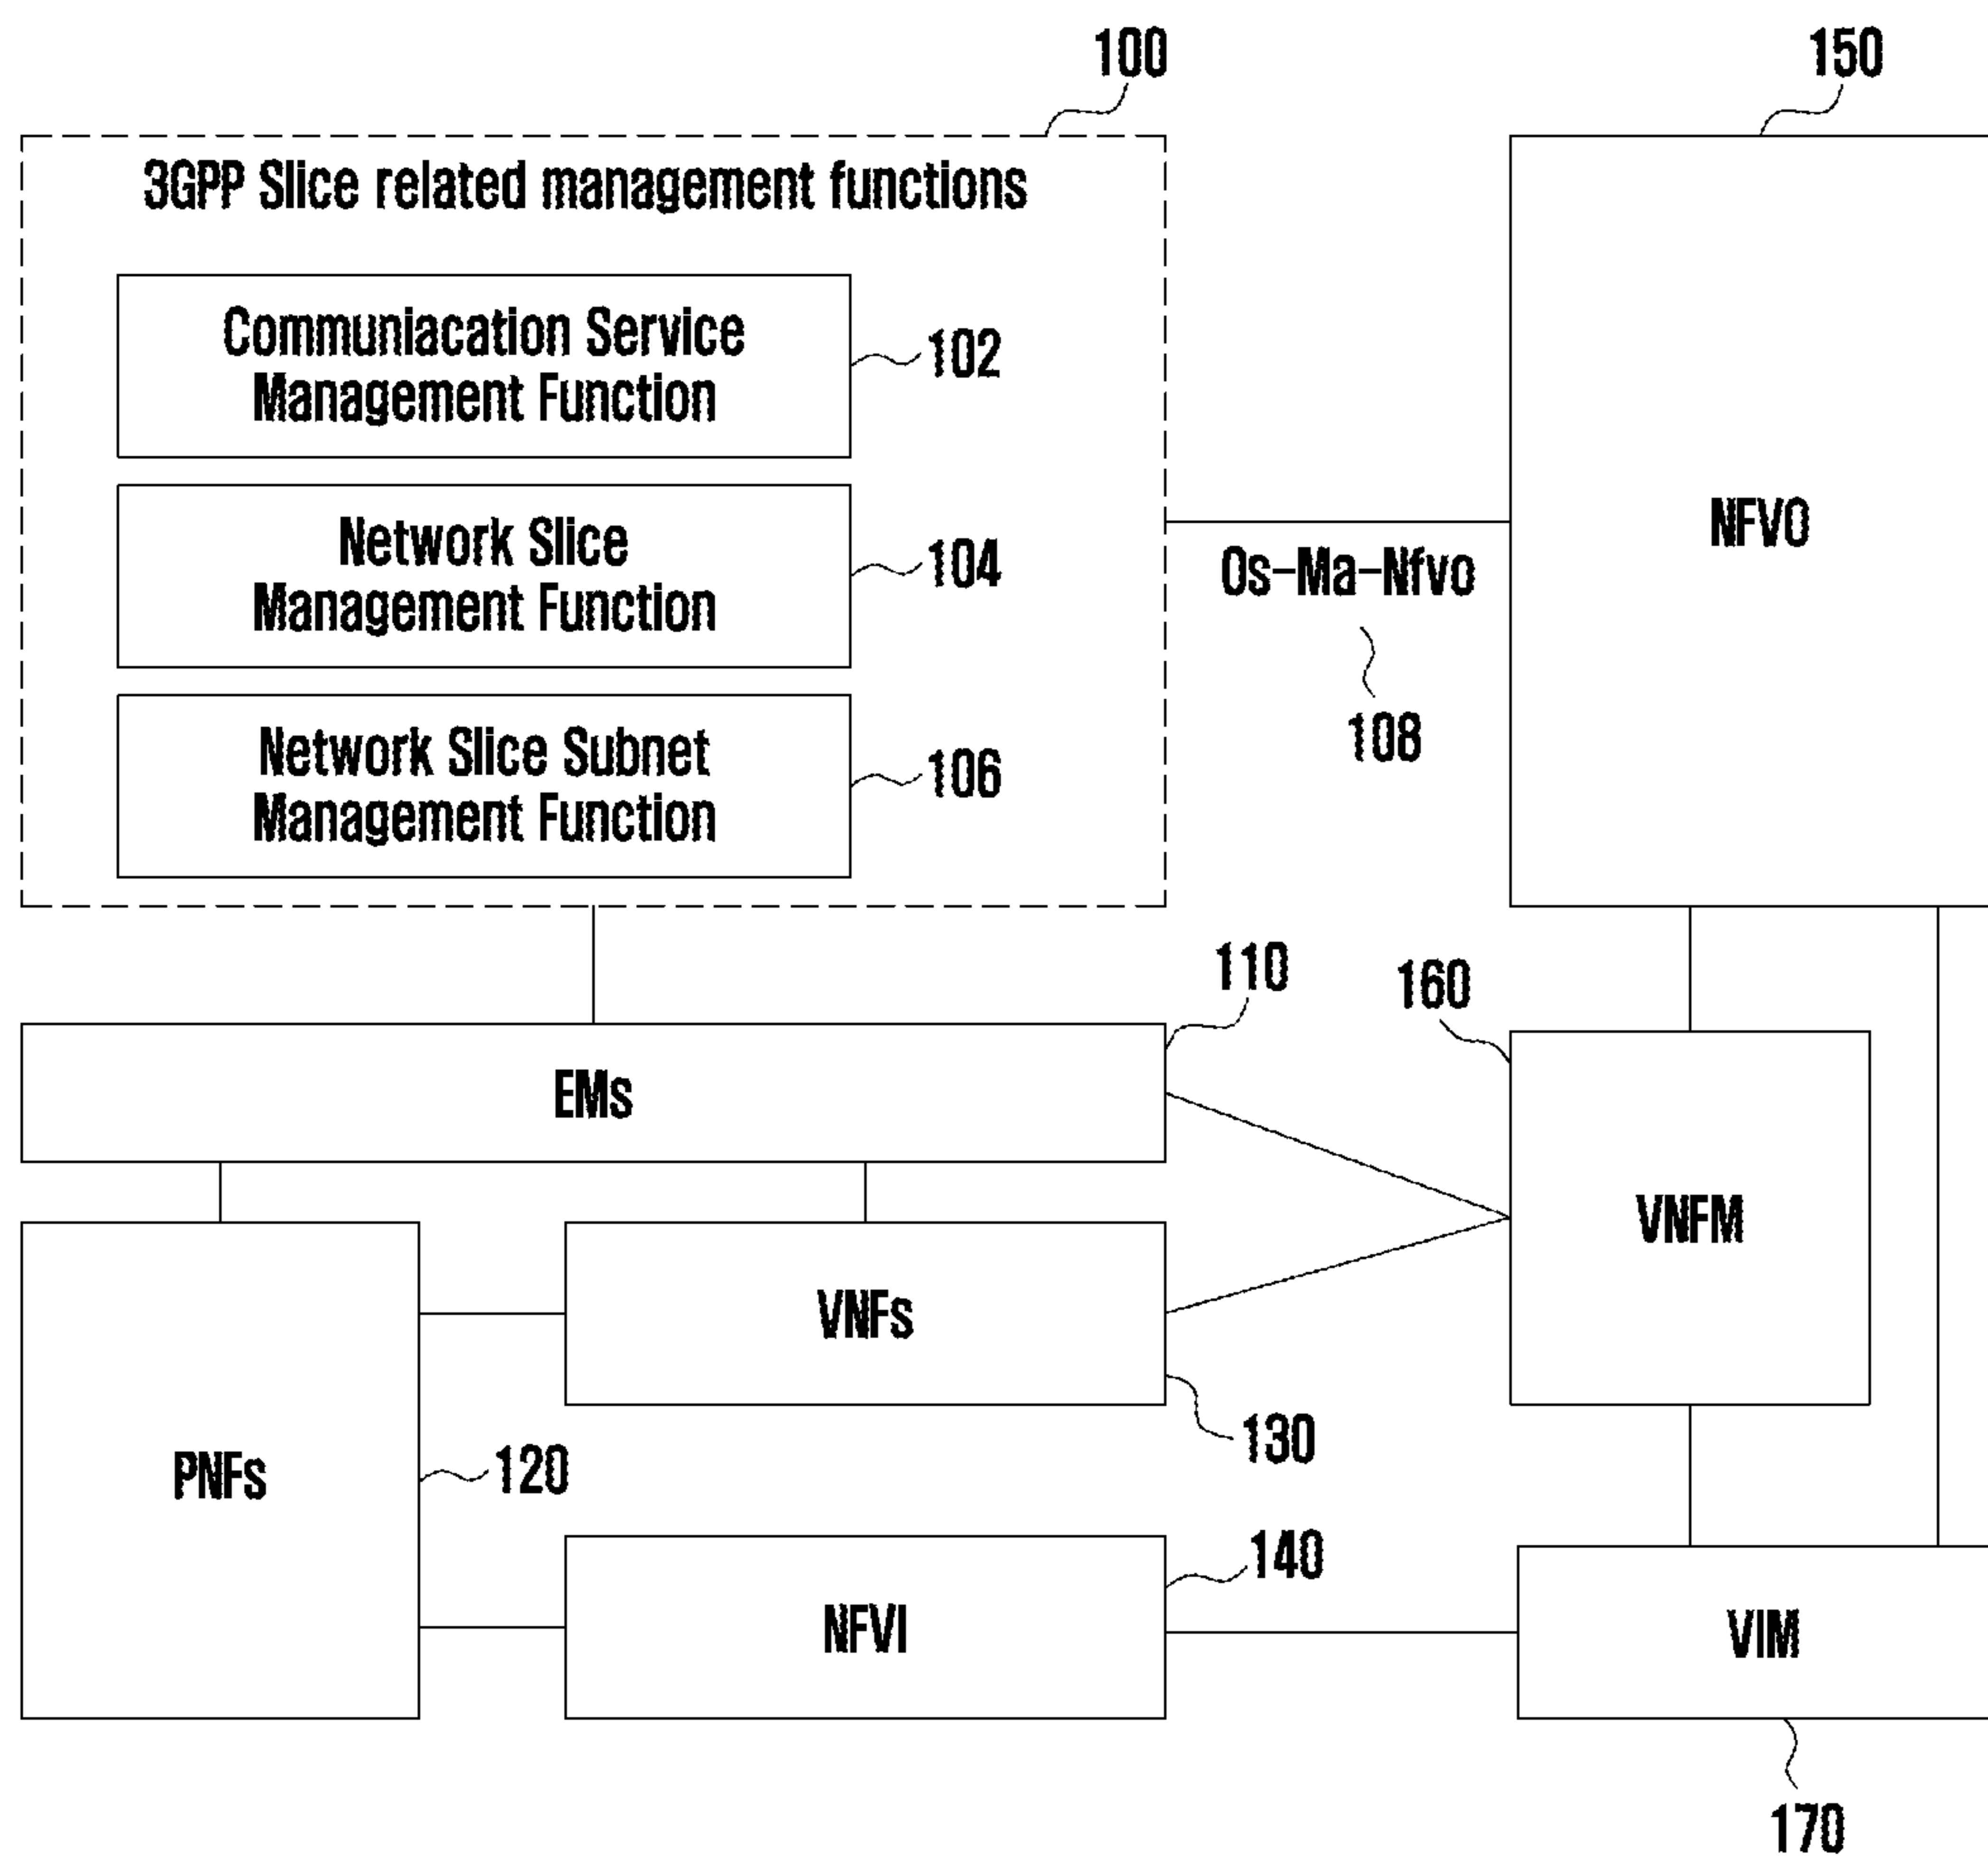 100
150
3GPP Slice related management functions
Communiacation Service
Management Function
102
Network Slice
Management Function
104
Network Slice Subnet
Management Function
106
NFVO
Os-Ma-Nfvo
108
110
160
EMs
VNFM
VNFs
130
PNFs
120
140
NFVI
VIM
170